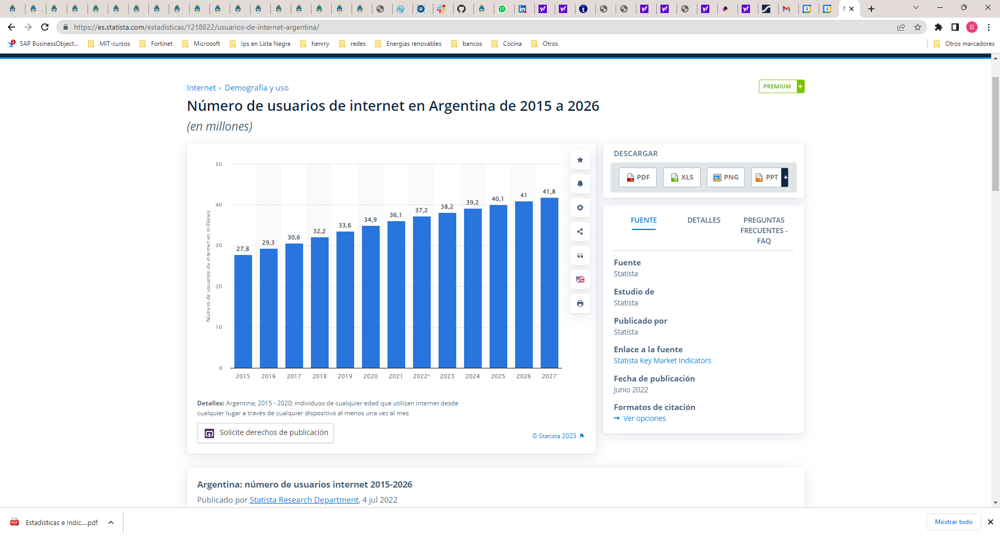 https://es.statista.com/estadisticas/1218822/usuarios-de-internet-argentina/
G
SAP BusinessObject...
MIT-cursos
Fortinet
Microsoft
Ips en Lista Negra
henrry
redes
Energias renovables
bancos
Cocina
Otros
Otros marcadores
Internet › Demografía y uso
PREMIUM +
Número de usuarios de internet en Argentina de 2015 a 2026
(en millones)
Número de usuarios de internet en millones
50
40
30
20
10
0
27,8
29,3
30,6
32,2
33,6
34,9
36,1
37,2
38,2
39,2
40,1
41
41,8
2015
2016
2017
2018
2019
2020
2021
2022*
2023
2024
2025
2026
2027
Detalles: Argentina; 2015 - 2020; individuos de cualquier edad que utilizan internet desde
cualquier lugar a través de cualquier dispositivo al menos una vez al mes
Solicite derechos de publicación
© Statista 2023
DESCARGAR
PDF
XLS
PNG
PPT +
FUENTE
DETALLES
PREGUNTAS
FRECUENTES -
FAQ
Fuente
Statista
Estudio de
Statista
Publicado por
Statista
Enlace a la fuente
Statista Key Market Indicators
Fecha de publicación
Junio 2022
Formatos de citación
→ Ver opciones
Argentina: número de usuarios internet 2015-2026
Publicado por Statista Research Department, 4 jul 2022
Estadisticas e Indic....pdf
Mostrar todo